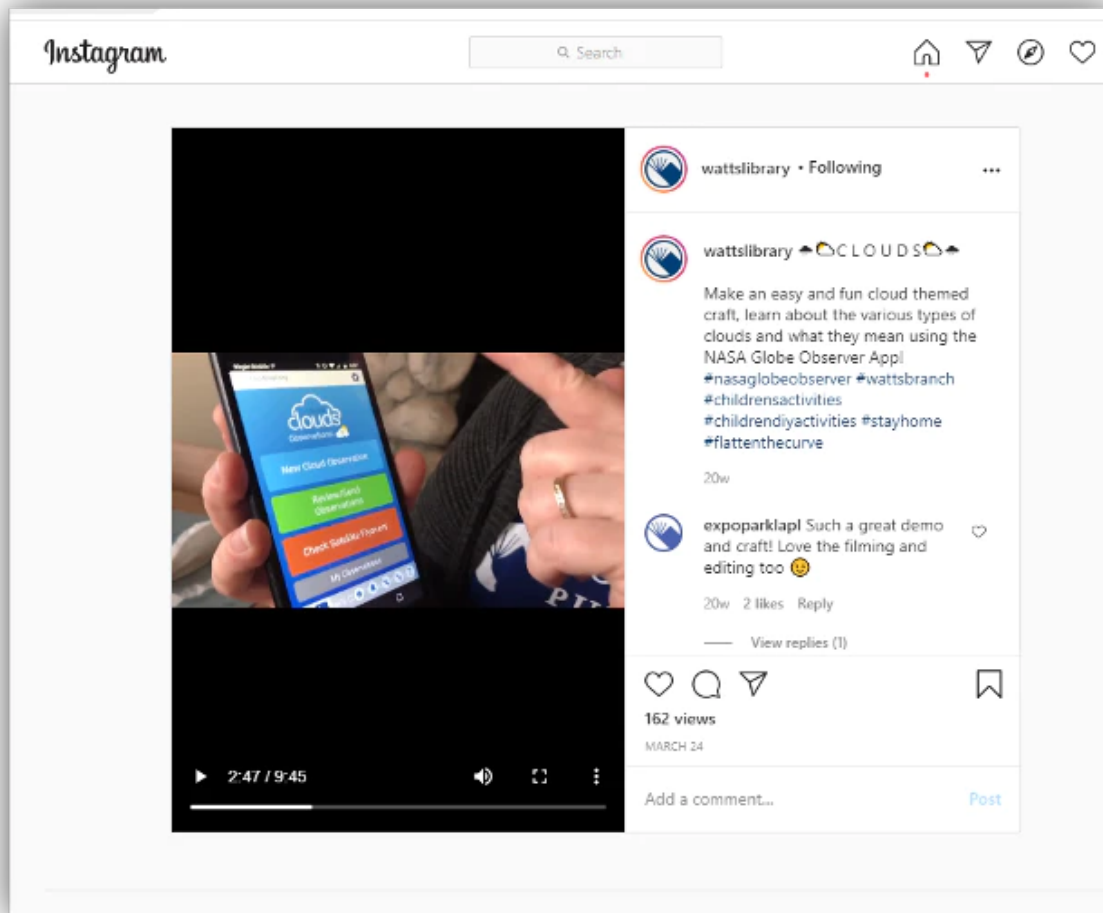 Instagram
Search
wattslibrary • Following
wattslibrary 🌩🌥C L O U D S🌥🌩
Make an easy and fun cloud themed
craft, learn about the various types of
clouds and what they mean using the
NASA Globe Observer App!
#nasaglobeobserver #wattsbranch
#childrensactivities
#childrendiyactivities #stayhome
#flattenthecurve
20w
expoparklapl Such a great demo
and craft! Love the filming and
editing too 😉
20w 2 likes Reply
View replies (1)
162 views
MARCH 24
Add a comment... Post
clouds
Observations
New Cloud Observation
Review/Send
Observations
Check Satellite Flyovers
My Observations
PU
2:47 / 9:45